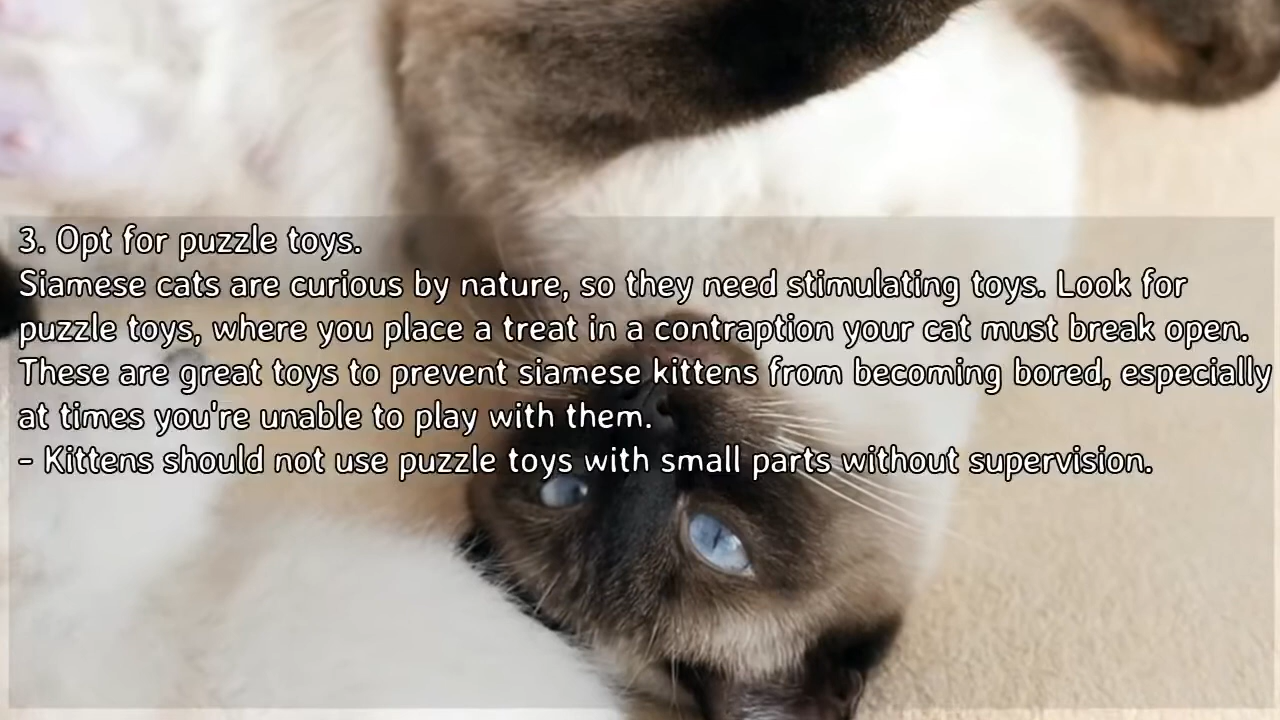 3. Opt for puzzle toys.
Siamese cats are curious by nature, so they need stimulating toys. Look for
puzzle toys, where you place a treat in a contraption your cat must break open.
These are great toys to prevent siamese kittens from becoming bored, especially
at times you're unable to play with them.
- Kittens should not use puzzle toys with small parts without supervision.